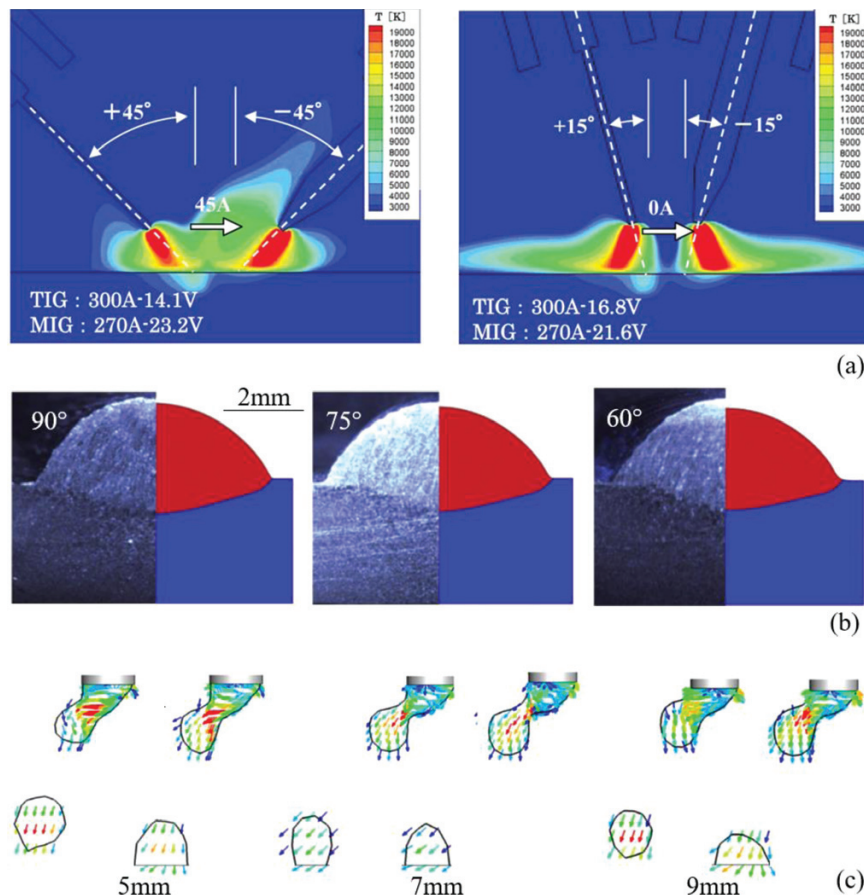 T [K]
19000
18000
17000
16000
15000
14000
13000
12000
11000
10000
9000
8000
7000
6000
5000
4000
3000
+45°
−45°
45A
TIG : 300A-14.1V
MIG : 270A-23.2V
T [K]
19000
18000
17000
16000
15000
14000
13000
12000
11000
10000
9000
8000
7000
6000
5000
4000
3000
+15°
−15°
0A
TIG : 300A-16.8V
MIG : 270A-21.6V
(a)
90°
2mm
75°
60°
(b)
5mm
7mm
9mm
(c)